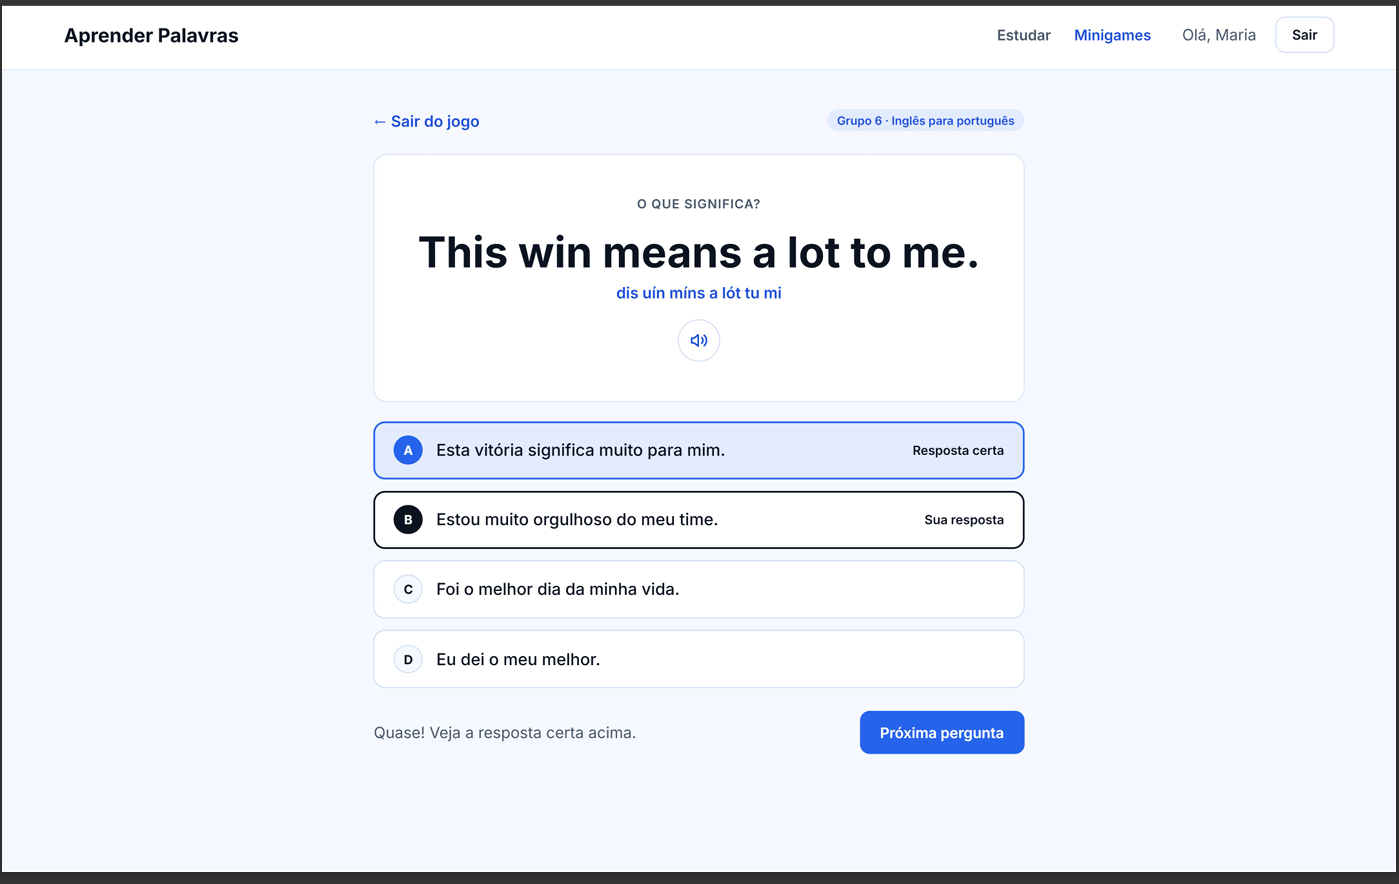 Aprender Palavras
Estudar
Minigames
Olá, Maria
Sair
← Sair do jogo
Grupo 6 · Inglês para português
O QUE SIGNIFICA?
This win means a lot to me.
dis uín míns a lót tu mi
A Esta vitória significa muito para mim. Resposta certa
B Estou muito orgulhoso do meu time. Sua resposta
C Foi o melhor dia da minha vida.
D Eu dei o meu melhor.
Quase! Veja a resposta certa acima.
Próxima pergunta